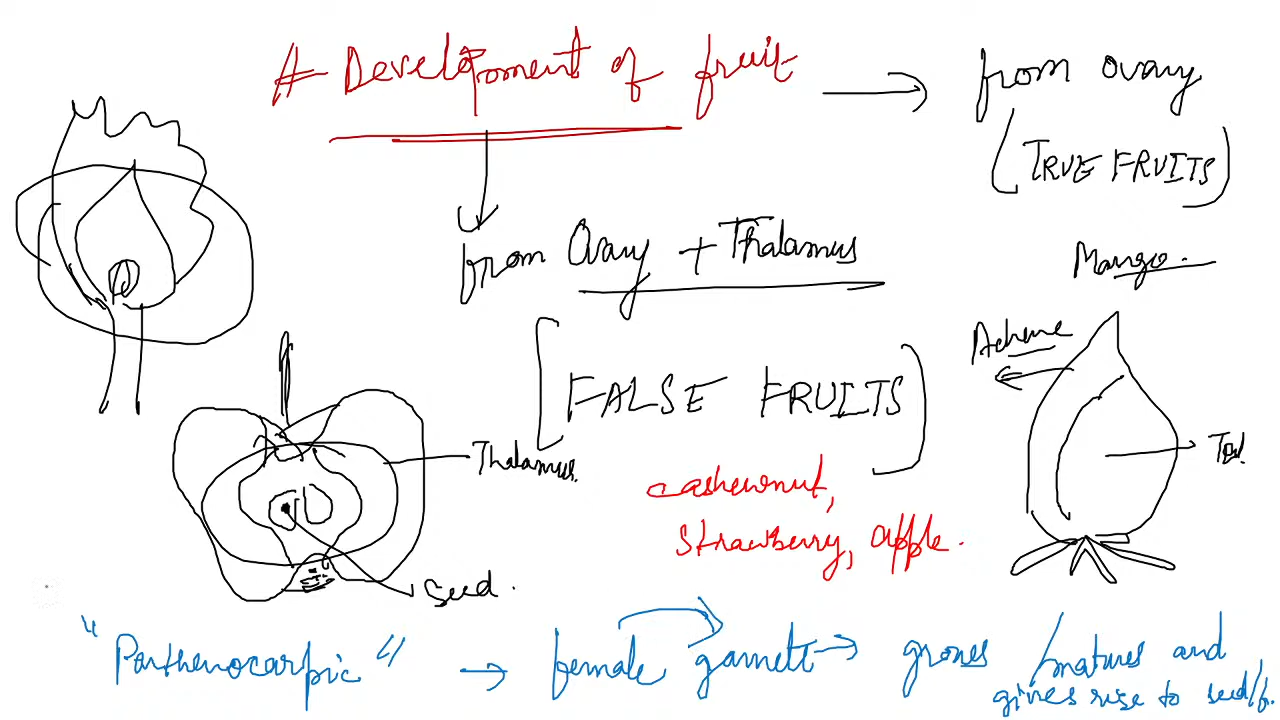 # Development of fruit → from ovary
(TRUE FRUITS)
from Ovary + Thalamus
Mango.
[FALSE FRUITS]
Achene
Thalamus
cashewnut,
strawberry, apple.
Seed.
"Parthenocarpic" → female gamett → grows /matures and
gives rise to seed/f.